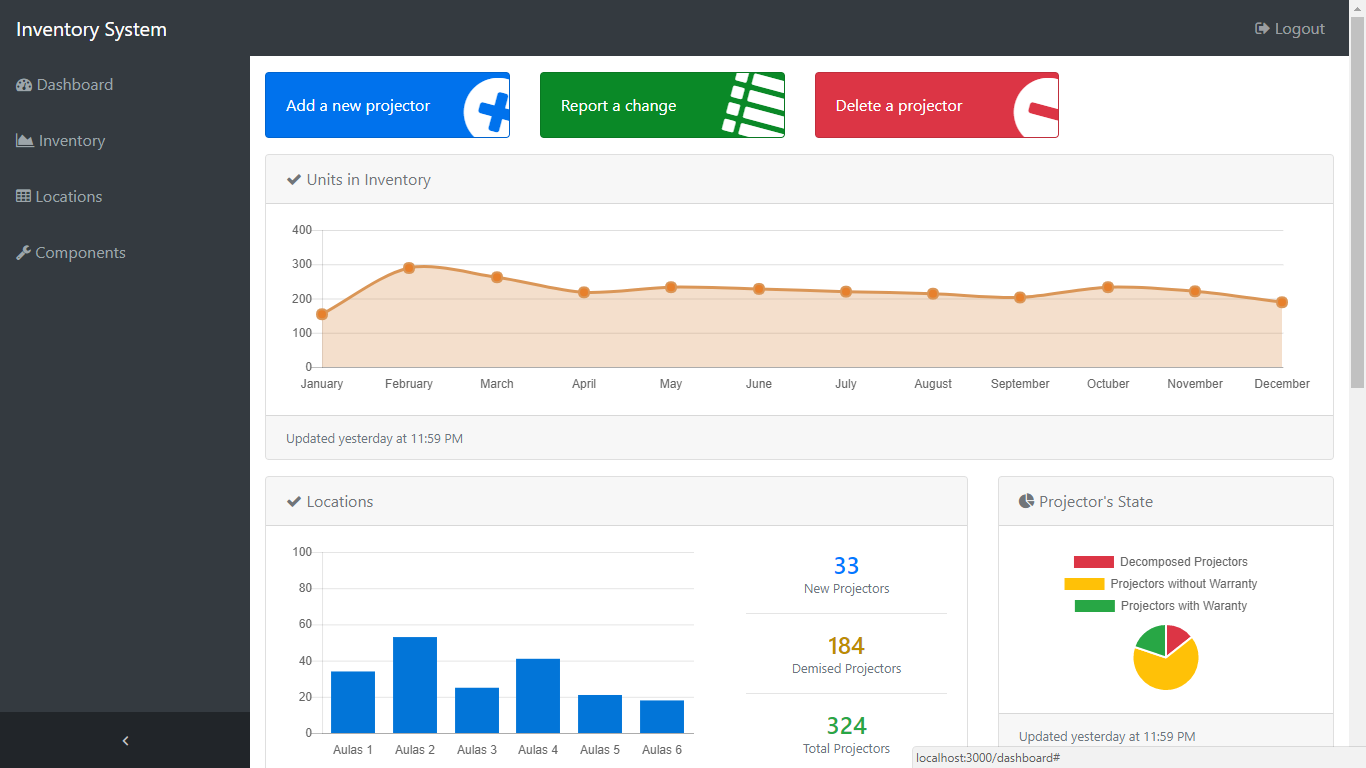 Inventory System
Logout
Dashboard
Inventory
Locations
Components
Add a new projector
Report a change
Delete a projector
Units in Inventory
400
300
200
100
0
January February March April May June July August September Octuber November December
Updated yesterday at 11:59 PM
Locations
100
80
60
40
20
0
Aulas 1 Aulas 2 Aulas 3 Aulas 4 Aulas 5 Aulas 6
33
New Projectors
184
Demised Projectors
324
Total Projectors
Projector's State
Decomposed Projectors
Projectors without Warranty
Projectors with Waranty
Updated yesterday at 11:59 PM
localhost:3000/dashboard#